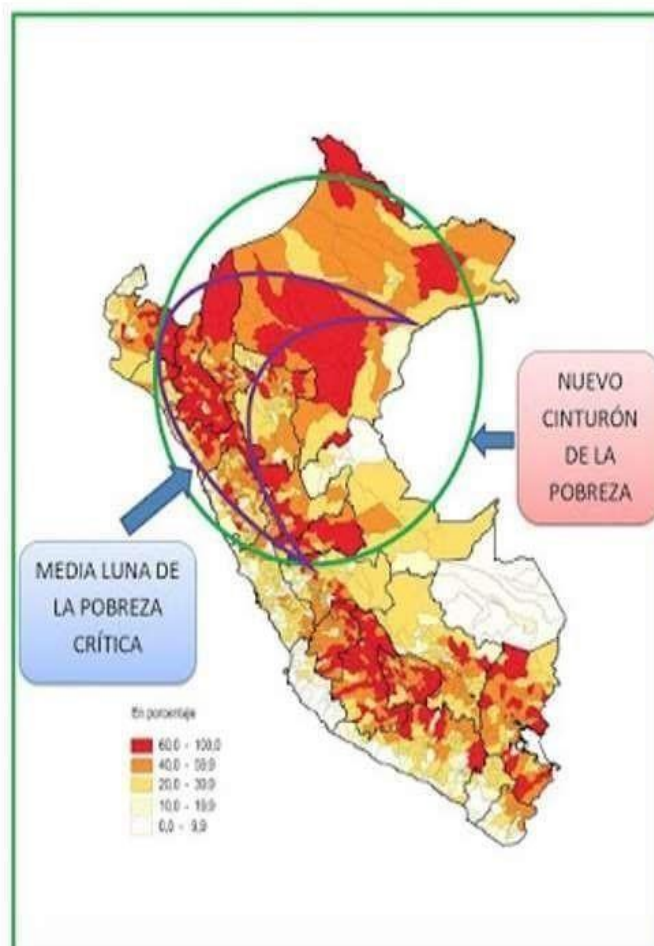 NUEVO
CINTURÓN
DE LA
POBREZA
MEDIA LUNA DE
LA POBREZA
CRÍTICA
En porcentaje
60,0 - 100,0
40,0 - 59,9
20,0 - 39,9
10,0 - 19,9
0,0 - 9,9